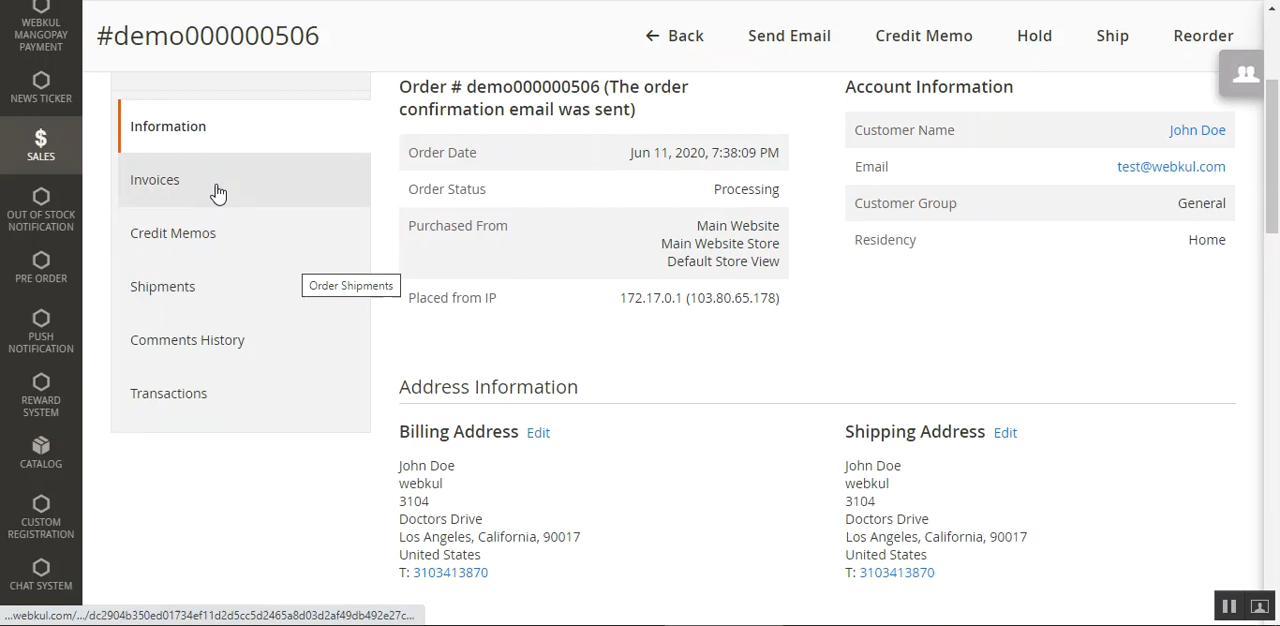 WEBKUL
MANGOPAY
PAYMENT
NEWS TICKER
$
SALES
OUT OF STOCK
NOTIFICATION
PRE ORDER
PUSH
NOTIFICATION
REWARD
SYSTEM
CATALOG
CUSTOM
REGISTRATION
CHAT SYSTEM
#demo000000506
Back Send Email Credit Memo Hold Ship Reorder
Information
Invoices
Credit Memos
Shipments
Comments History
Transactions
Order Shipments
Order # demo000000506 (The order
confirmation email was sent)
Order Date Jun 11, 2020, 7:38:09 PM
Order Status Processing
Purchased From Main Website
Main Website Store
Default Store View
Placed from IP 172.17.0.1 (103.80.65.178)
Account Information
Customer Name John Doe
Email test@webkul.com
Customer Group General
Residency Home
Address Information
Billing Address Edit
John Doe
webkul
3104
Doctors Drive
Los Angeles, California, 90017
United States
T: 3103413870
Shipping Address Edit
John Doe
webkul
3104
Doctors Drive
Los Angeles, California, 90017
United States
T: 3103413870
...webkul.com/.../dc2904b350ed01734ef11d2d5cc5d2465a8d03d2af49db492e27c...